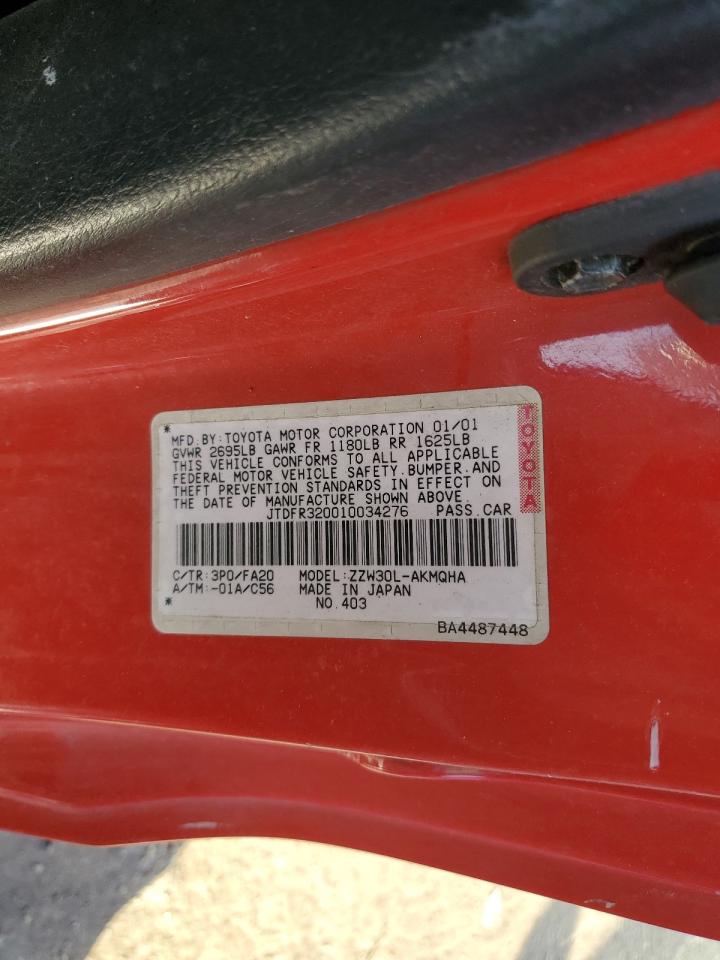 * MFD.BY:TOYOTA MOTOR CORPORATION 01/01
GVWR 2695LB GAWR FR 1180LB RR 1625LB
THIS VEHICLE CONFORMS TO ALL APPLICABLE
FEDERAL MOTOR VEHICLE SAFETY.BUMPER.AND
THEFT PREVENTION STANDARDS IN EFFECT ON
THE DATE OF MANUFACTURE SHOWN ABOVE.
JTDFR320010034276 PASS.CAR
C/TR:3P0/FA20 MODEL:ZZW30L-AKMQHA
A/TM:-01A/C56 MADE IN JAPAN
* NO.403
BA4487448
TOYOTA